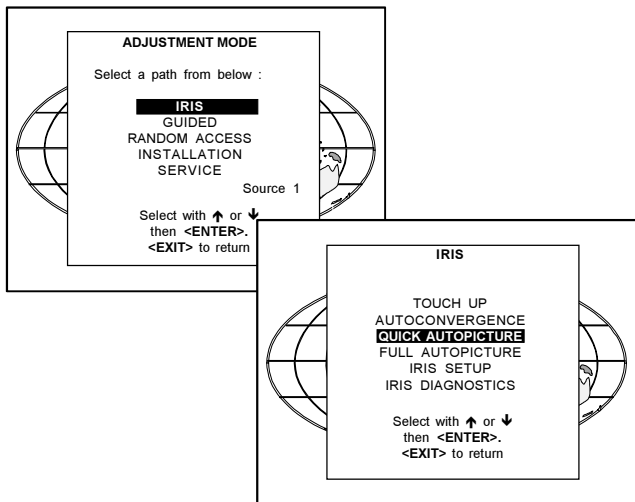 ADJUSTMENT MODE
Select a path from below :
IRIS
GUIDED
RANDOM ACCESS
INSTALLATION
SERVICE
Source 1
Select with ↑ or ↓
then <ENTER>.
<EXIT> to return
IRIS
TOUCH UP
AUTOCONVERGENCE
QUICK AUTOPICTURE
FULL AUTOPICTURE
IRIS SETUP
IRIS DIAGNOSTICS
Select with ↑ or ↓
then <ENTER>.
<EXIT> to return